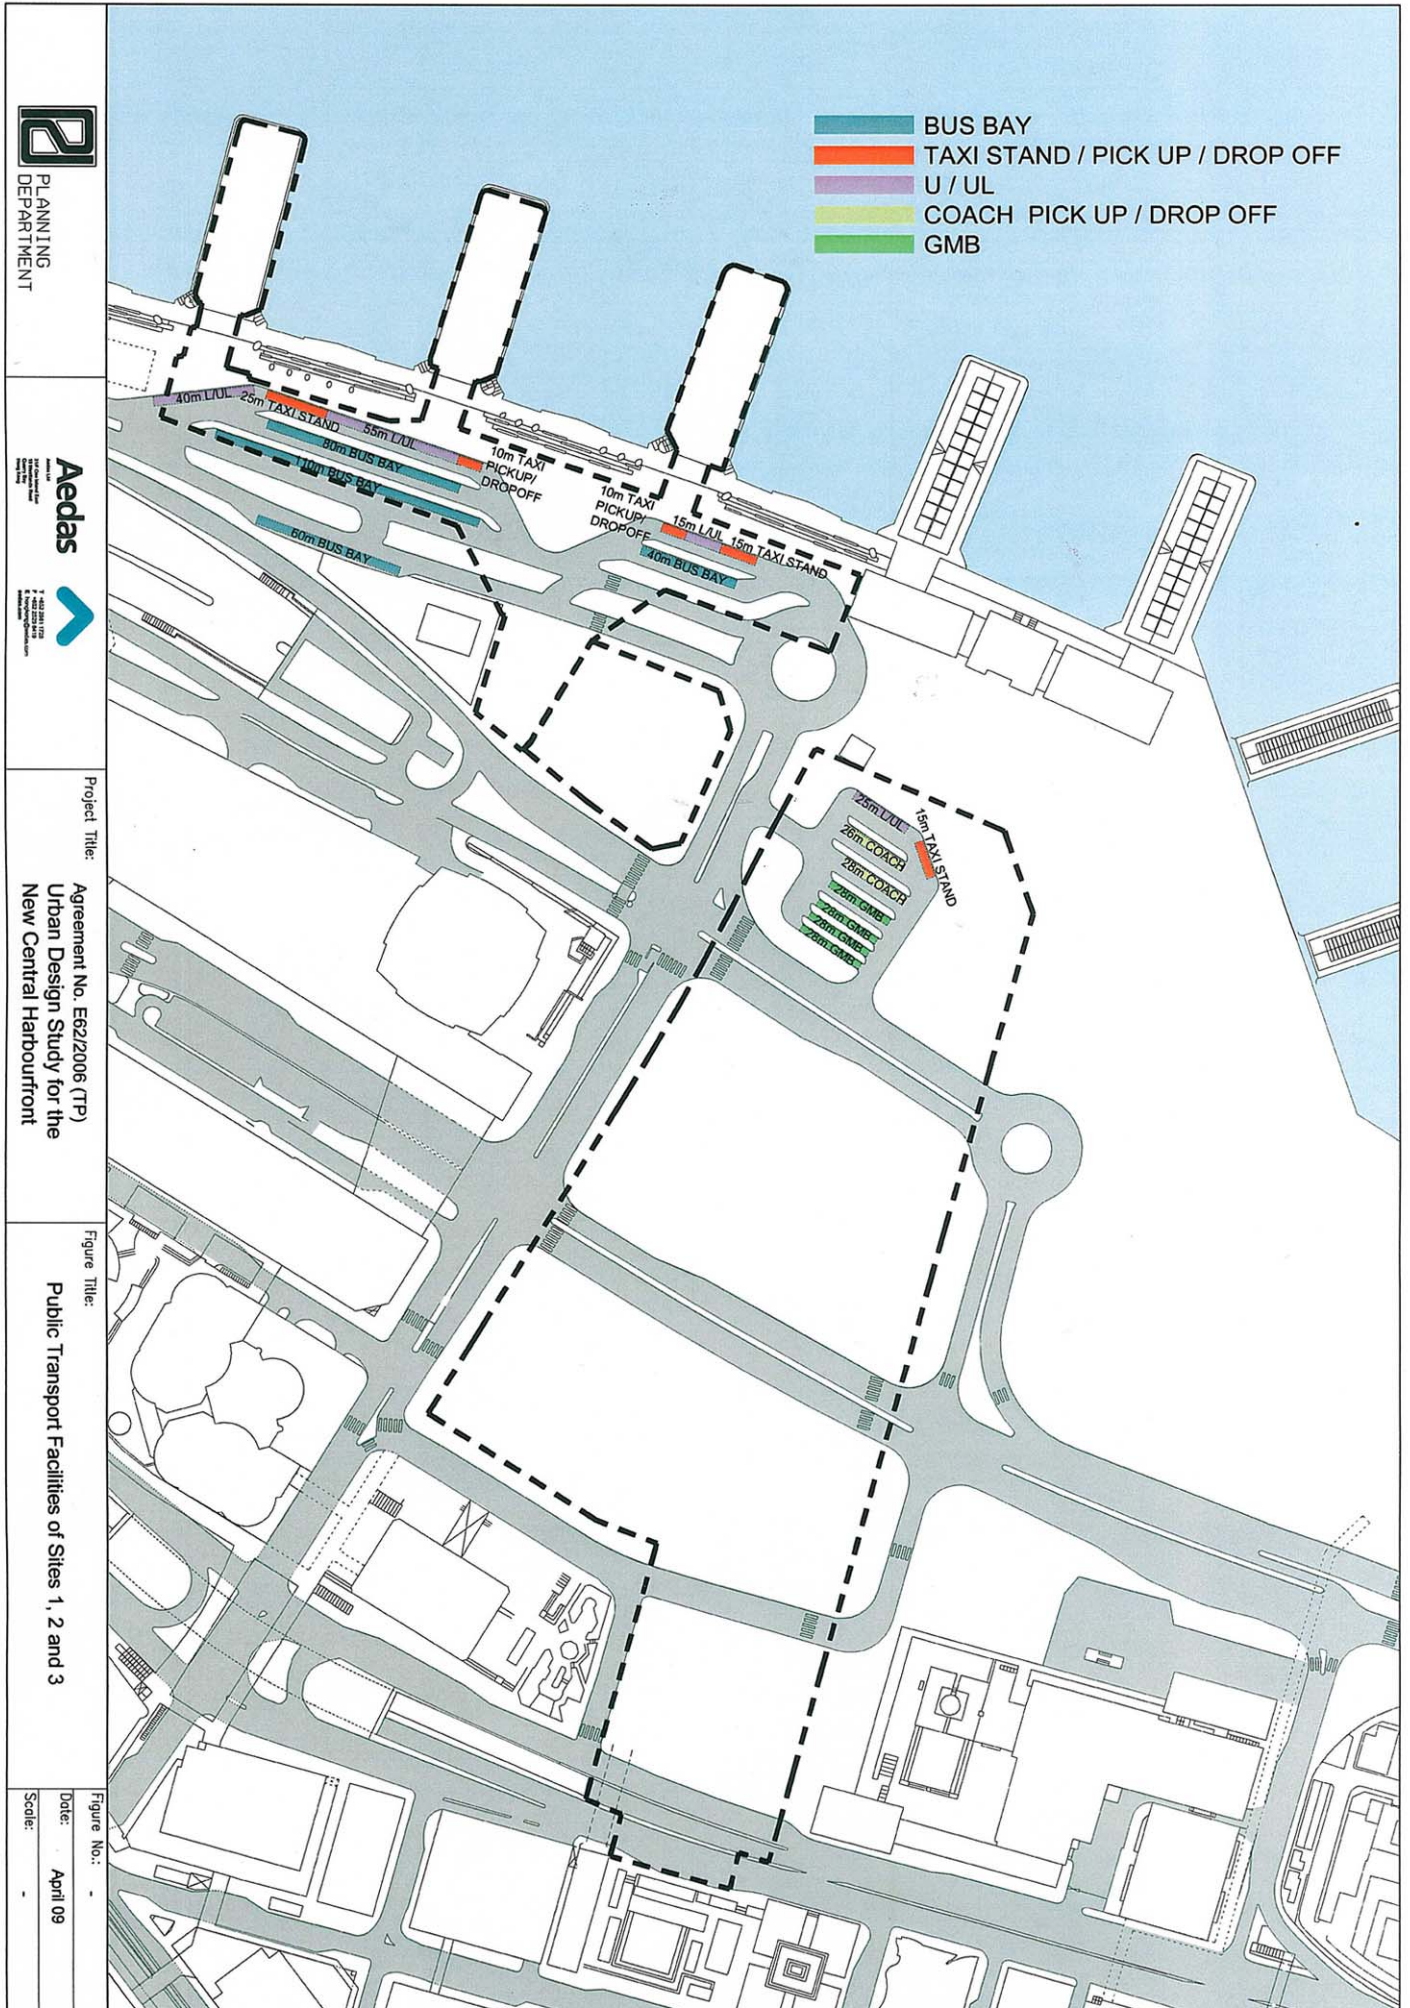 BUS BAY
TAXI STAND / PICK UP / DROP OFF
U / UL
COACH PICK UP / DROP OFF
GMB
40m L/UL
25m TAXI STAND
55m L/UL
80m BUS BAY
110m BUS BAY
60m BUS BAY
10m TAXI
PICKUP/
DROPOFF
10m TAXI
PICKUP/
DROPOFF
15m L/UL
15m TAXI STAND
40m BUS BAY
25m L/UL
15m TAXI STAND
26m COACH
28m COACH
28m GMB
28m GMB
28m GMB
28m GMB
PLANNING
DEPARTMENT
Aedas
Project Title:
Agreement No. E62/2006 (TP)
Urban Design Study for the
New Central Harbourfront
Figure Title:
Public Transport Facilities of Sites 1, 2 and 3
Figure No.: -
Date: April 09
Scale: -